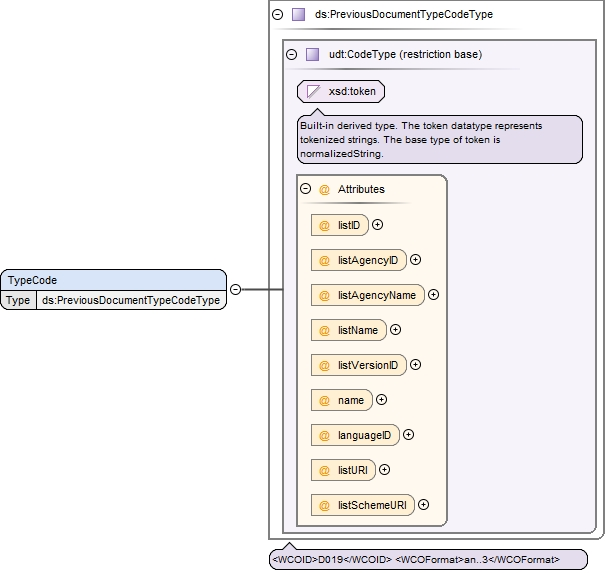 ds:PreviousDocumentTypeCodeType
udt:CodeType (restriction base)
xsd:token
Built-in derived type. The token datatype represents
tokenized strings. The base type of token is
normalizedString.
@ Attributes
@ listID
@ listAgencyID
@ listAgencyName
@ listName
@ listVersionID
@ name
@ languageID
@ listURI
@ listSchemeURI
TypeCode
Type ds:PreviousDocumentTypeCodeType
<WCOID>D019</WCOID> <WCOFormat>an..3</WCOFormat>